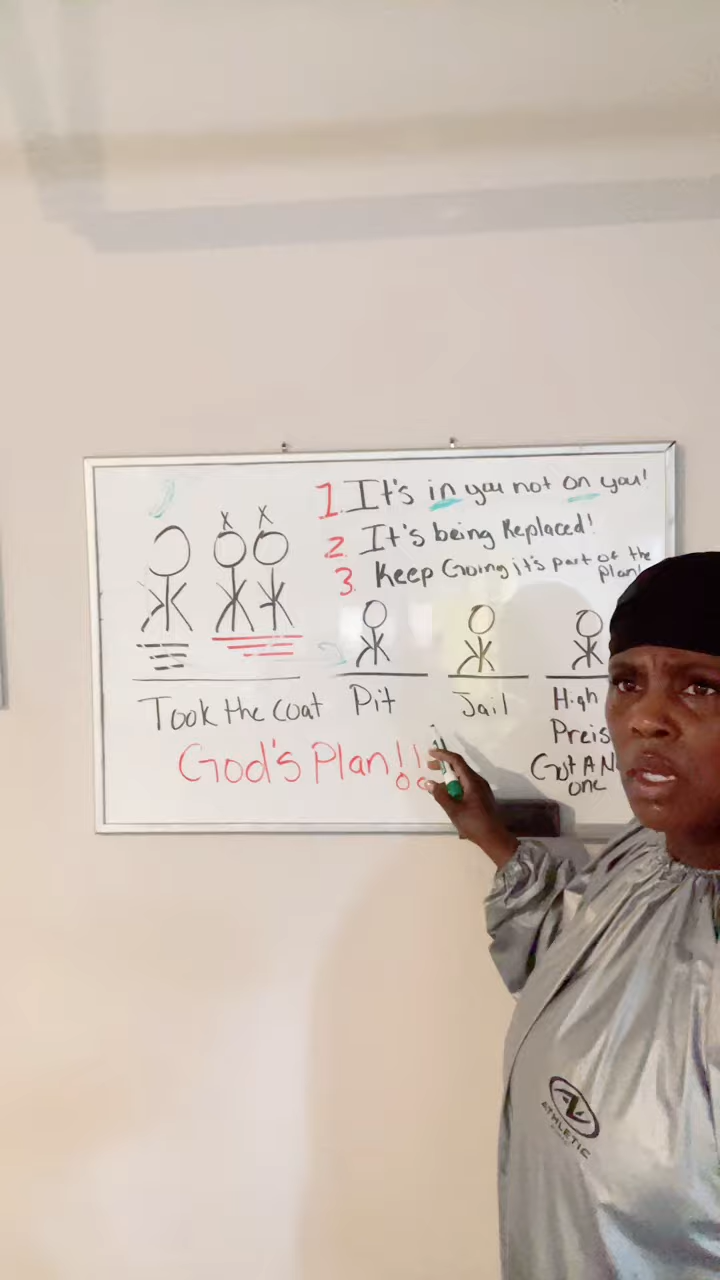 1. It's in you not on you!
2. It's being Replaced!
3. Keep Going it's part of the
plan!
Took the coat
Pit
Jail
High
Preis
Got A N
one
God's Plan!!
ATHLETIC